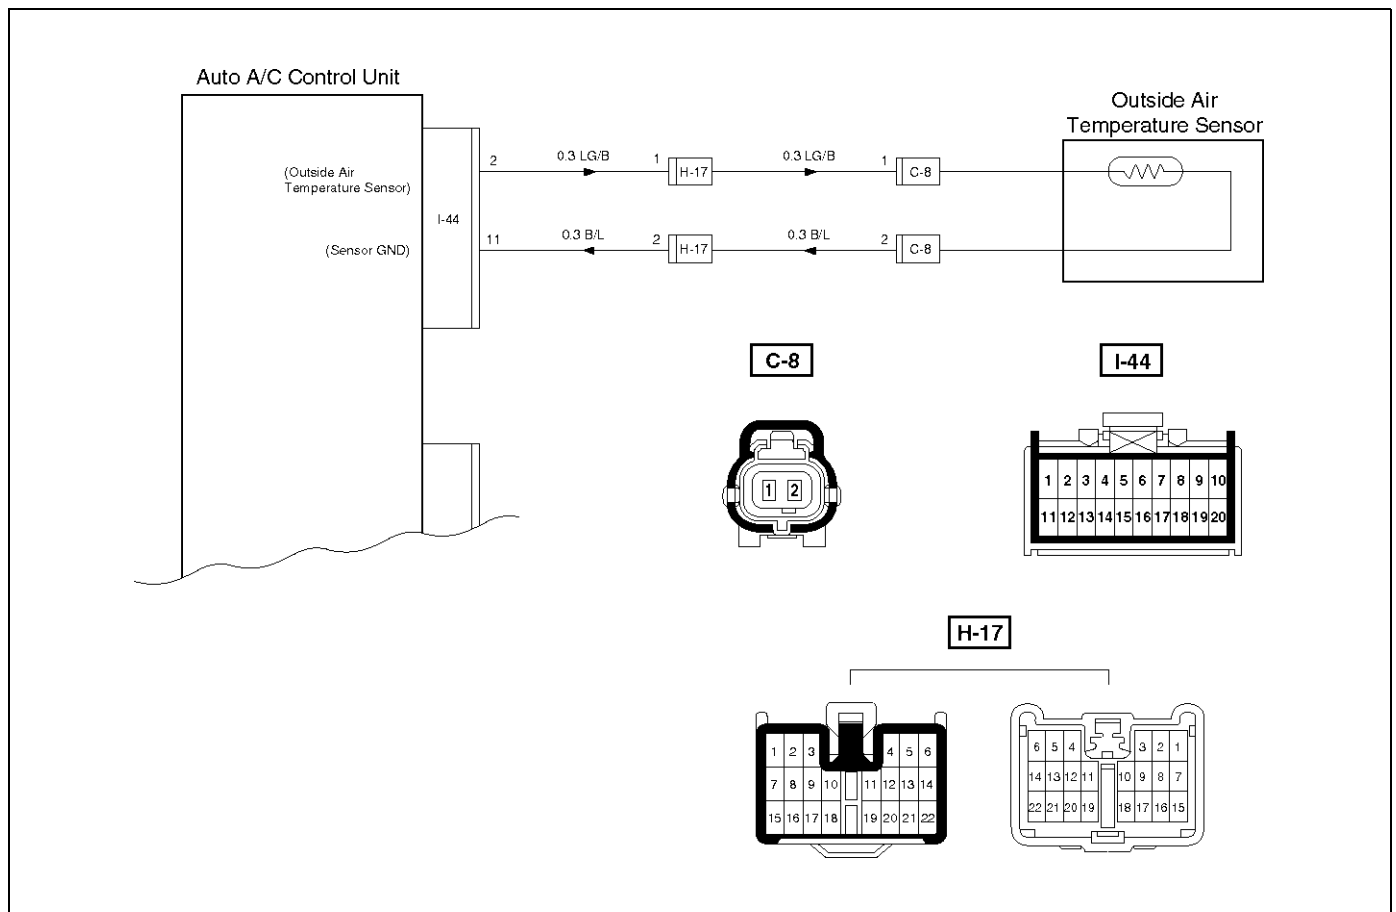 Auto A/C Control Unit
Outside Air
Temperature Sensor
(Outside Air
Temperature Sensor)
I-44
2 0.3 LG/B 1 H-17 0.3 LG/B 1 C-8
(Sensor GND)
11 0.3 B/L 2 H-17 0.3 B/L 2 C-8
C-8
I-44
1 2
1 2 3 4 5 6 7 8 9 10
11 12 13 14 15 16 17 18 19 20
H-17
1 2 3 4 5 6
7 8 9 10 11 12 13 14
15 16 17 18 19 20 21 22
6 5 4 3 2 1
14 13 12 11 10 9 8 7
22 21 20 19 18 17 16 15